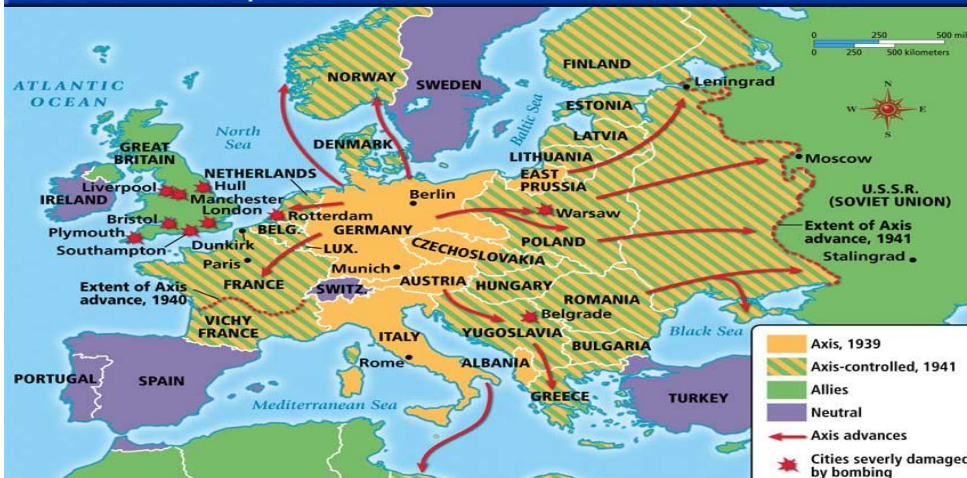 0 250 500 mil
0 250 500 kilometers
N
W E
S
ATLANTIC
OCEAN
NORWAY
SWEDEN
FINLAND
Leningrad
ESTONIA
Baltic Sea
North
Sea
LATVIA
DENMARK
LITHUANIA
GREAT
BRITAIN
NETHERLANDS
EAST
PRUSSIA
Moscow
Liverpool
Hull
Manchester
IRELAND
London
Berlin
U.S.S.R.
(SOVIET UNION)
Bristol
Rotterdam
Warsaw
Plymouth
BELG.
GERMANY
POLAND
Extent of Axis
advance, 1941
Southampton
Dunkirk
LUX.
CZECHOSLOVAKIA
Stalingrad
Paris
Munich
FRANCE
AUSTRIA
HUNGARY
Extent of Axis
advance, 1940
SWITZ.
ROMANIA
VICHY
FRANCE
Belgrade
ITALY
YUGOSLAVIA
Black Sea
BULGARIA
Rome
ALBANIA
PORTUGAL
SPAIN
GREECE
TURKEY
Mediterranean Sea
Axis, 1939
Axis-controlled, 1941
Allies
Neutral
Axis advances
Cities severly damaged
by bombing